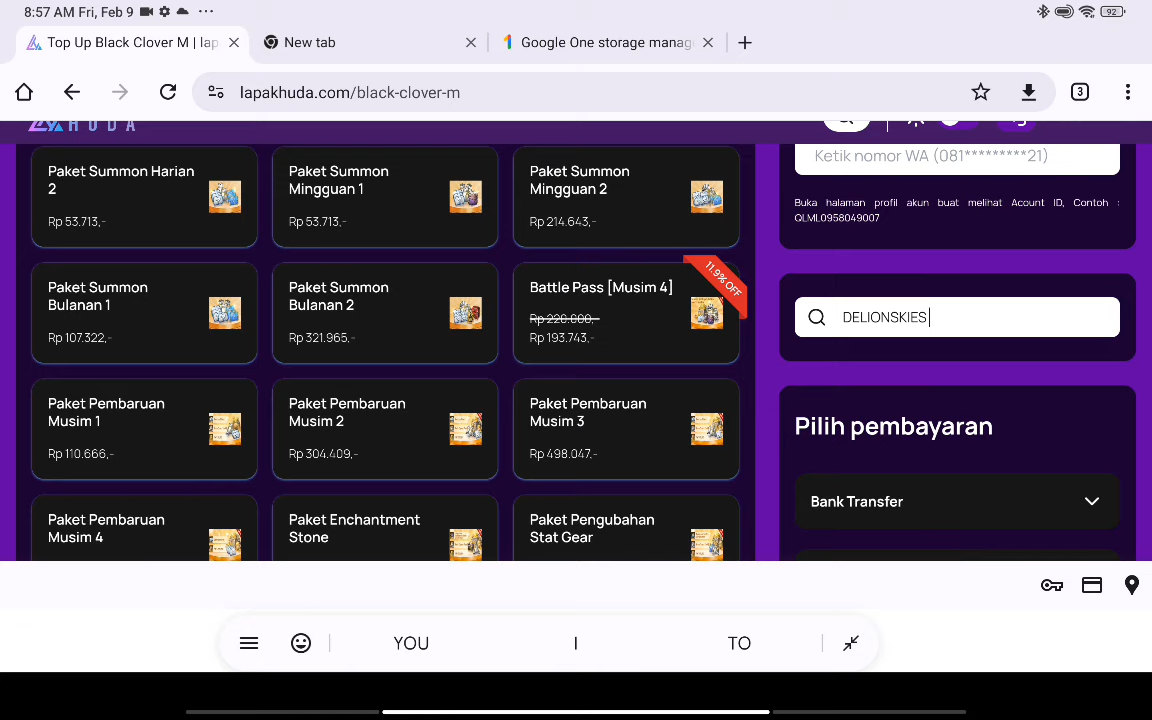 8:57 AM Fri, Feb 9
92
Top Up Black Clover M | lap
New tab
Google One storage manag
lapakhuda.com/black-clover-m
3
HUDA
Paket Summon Harian
2
Rp 53.713,-
Paket Summon
Mingguan 1
Rp 53.713,-
Paket Summon
Mingguan 2
Rp 214.643,-
Ketik nomor WA (081*********21)
Buka halaman profil akun buat melihat Acount ID, Contoh :
QLML0958049007
Paket Summon
Bulanan 1
Rp 107.322,-
Paket Summon
Bulanan 2
Rp 321.965,-
Battle Pass [Musim 4]
Rp 220.000,-
Rp 193.743,-
11.9% OFF
DELIONSKIES
Paket Pembaruan
Musim 1
Rp 110.666,-
Paket Pembaruan
Musim 2
Rp 304.409,-
Paket Pembaruan
Musim 3
Rp 498.047,-
Pilih pembayaran
Bank Transfer
Paket Pembaruan
Musim 4
Paket Enchantment
Stone
Paket Pengubahan
Stat Gear
YOU
I
TO